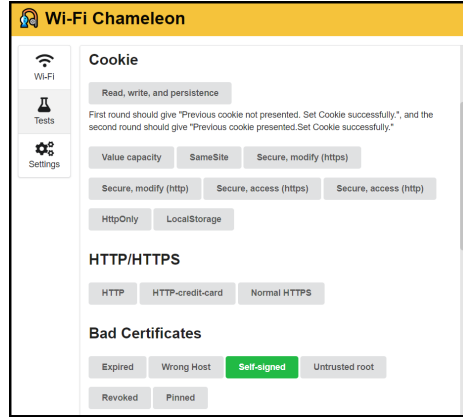 Wi-Fi Chameleon
Wi-Fi
Tests
Settings
Cookie
Read, write, and persistence
First round should give "Previous cookie not presented. Set Cookie successfully.", and the
second round should give "Previous cookie presented.Set Cookie successfully."
Value capacity SameSite Secure, modify (https)
Secure, modify (http) Secure, access (https) Secure, access (http)
HttpOnly LocalStorage
HTTP/HTTPS
HTTP HTTP-credit-card Normal HTTPS
Bad Certificates
Expired Wrong Host Self-signed Untrusted root
Revoked Pinned